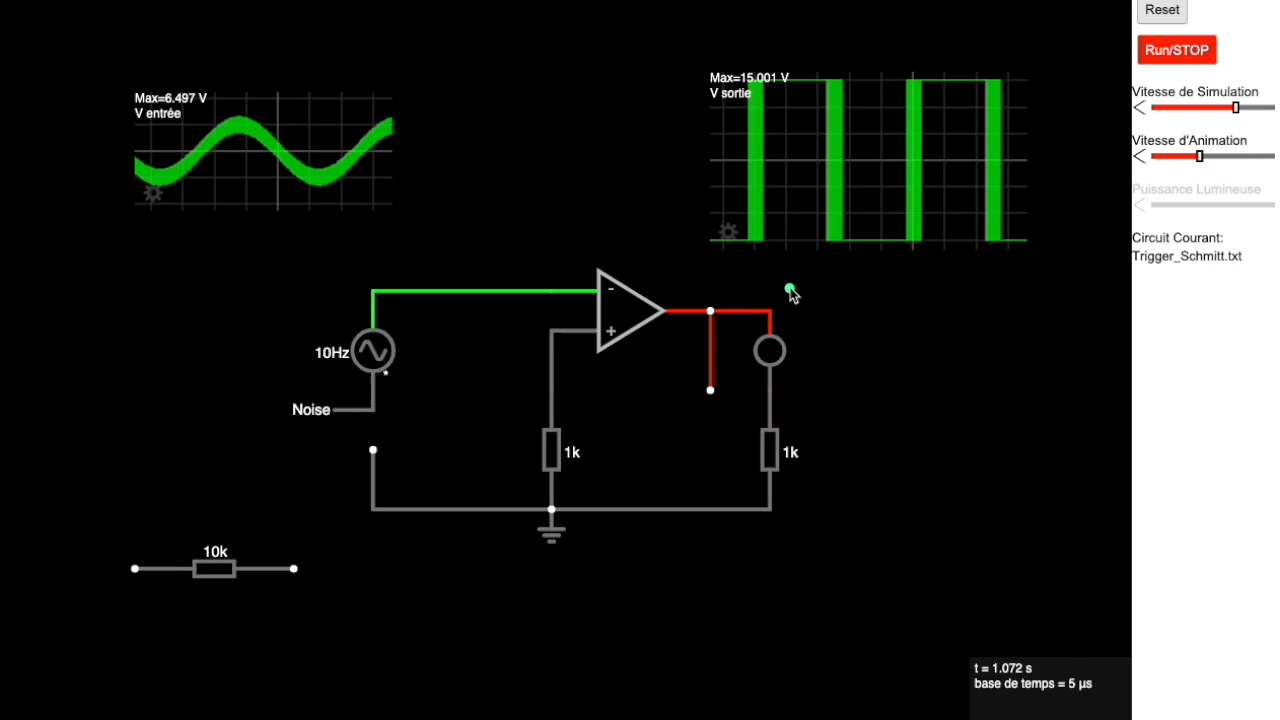 Reset
Run/STOP
Vitesse de Simulation
Vitesse d'Animation
Puissance Lumineuse
Circuit Courant:
Trigger_Schmitt.txt
Max=6.497 V
V entrée
Max=15.001 V
V sortie
-
+
10Hz
Noise
1k
1k
10k
t = 1.072 s
base de temps = 5 µs